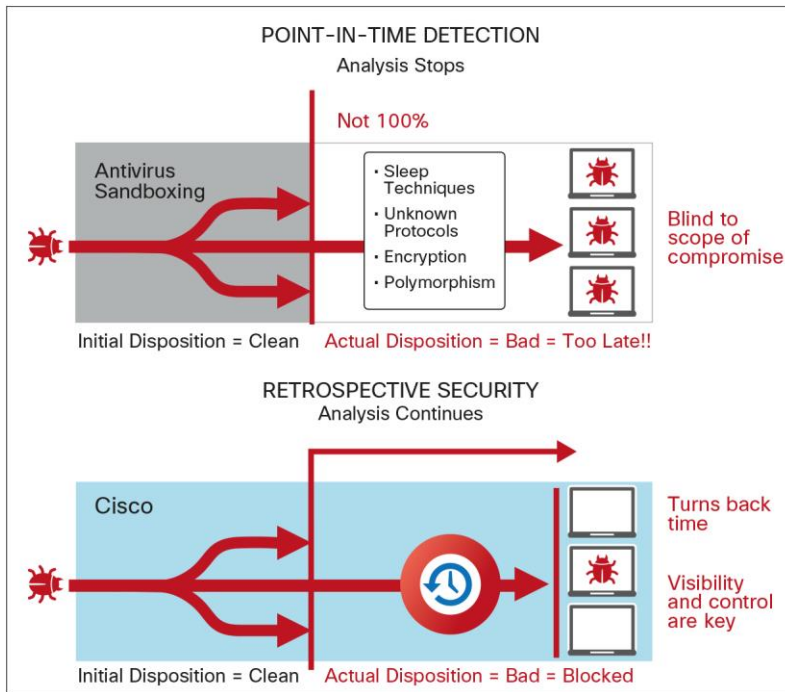 POINT-IN-TIME DETECTION
Analysis Stops
Not 100%
Antivirus
Sandboxing
· Sleep
Techniques
· Unknown
Protocols
· Encryption
· Polymorphism
Blind to
scope of
compromise
Initial Disposition = Clean
Actual Disposition = Bad = Too Late!!
RETROSPECTIVE SECURITY
Analysis Continues
Cisco
Turns back
time
Visibility
and control
are key
Initial Disposition = Clean
Actual Disposition = Bad = Blocked